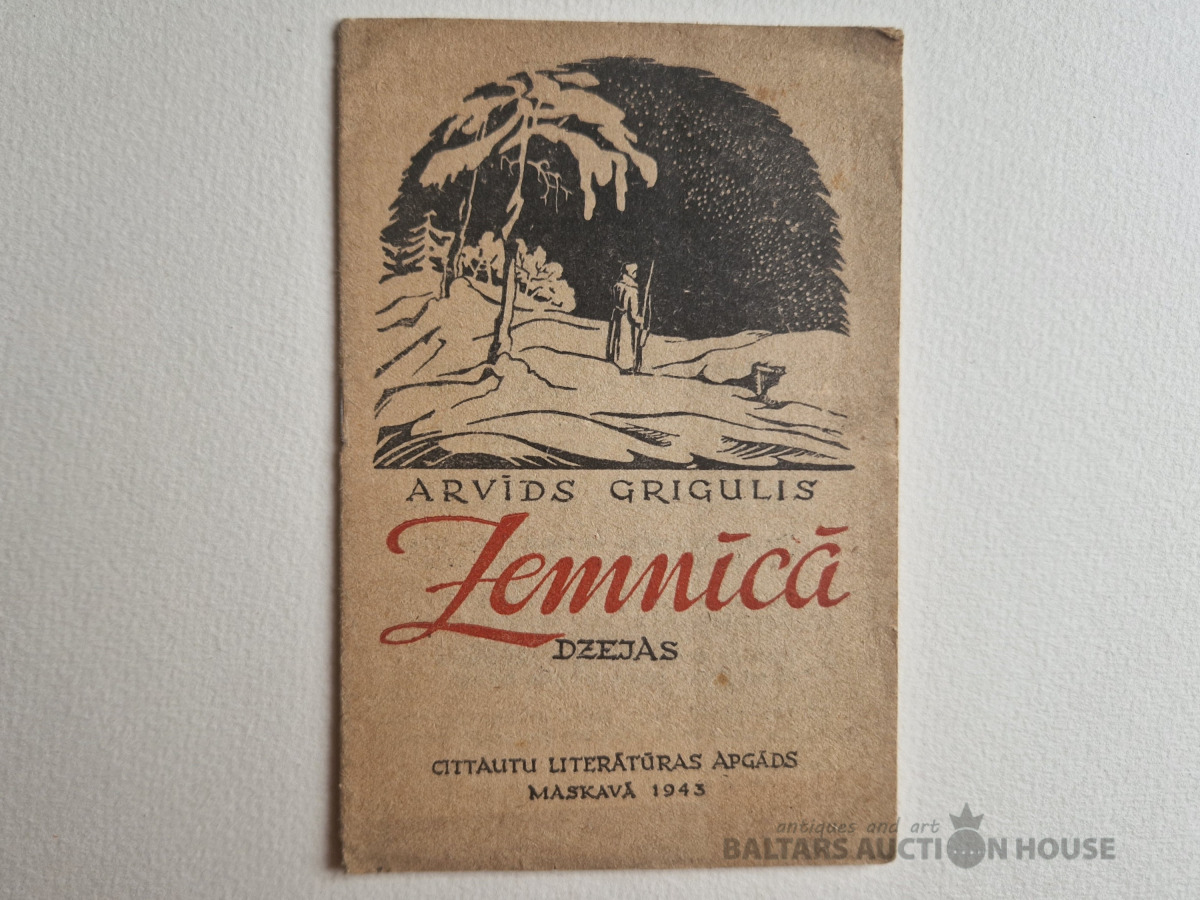 ARVĪDS GRIGULIS
Zemnīcā
DZEJAS
CITTAUTU LITERĀTŪRAS APGĀDS
MASKAVĀ 1943
antiques and art
BALTARS AUCTION HOUSE